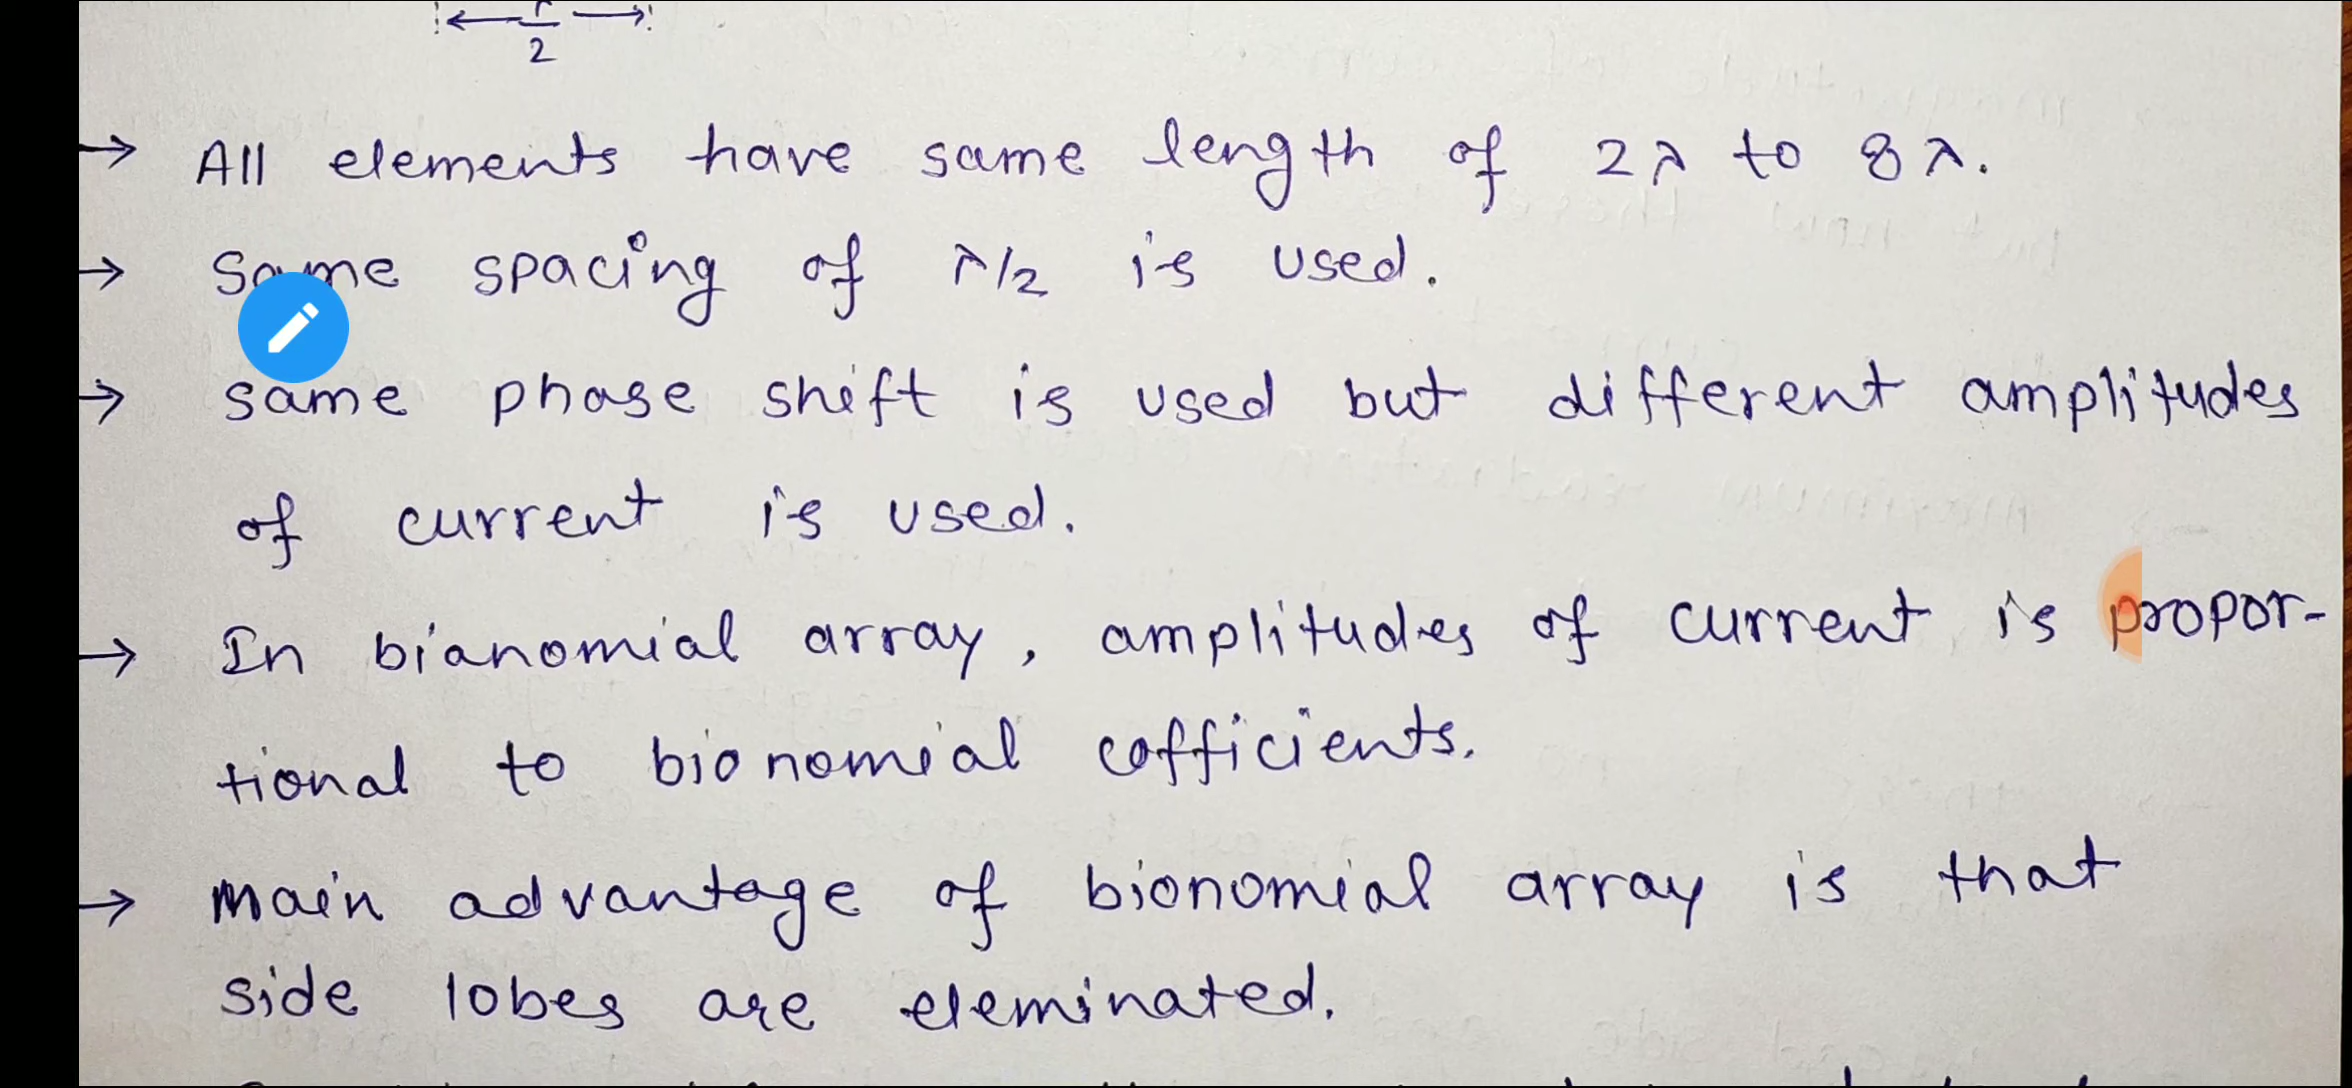 2
→ All elements have same length of 2λ to 8λ.
→ Same spacing of λ/2 is used.
→ same phase shift is used but different amplitudes
of current is used.
→ In bianomial array, amplitudes of current is propor-
tional to bionomial cofficients.
→ Main advantage of bionomial array is that
side lobes are eleminated.